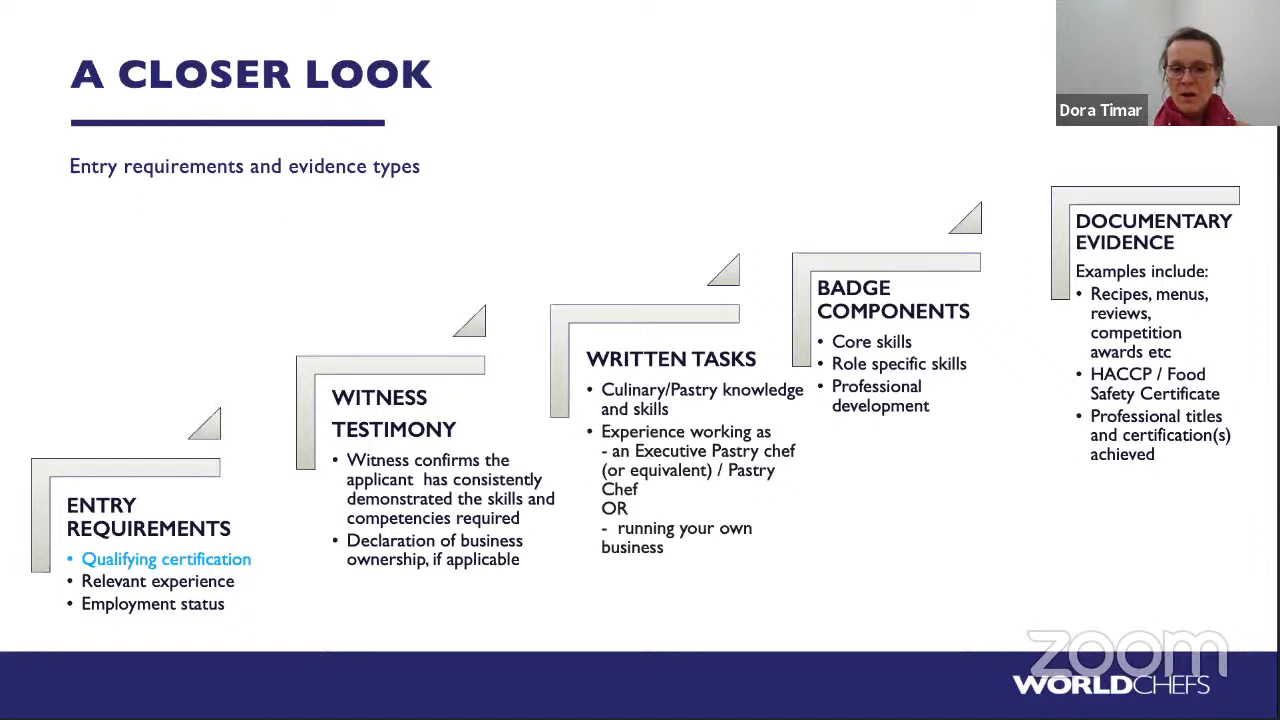 A CLOSER LOOK
Dora Timar
Entry requirements and evidence types
ENTRY
REQUIREMENTS
• Qualifying certification
• Relevant experience
• Employment status
WITNESS
TESTIMONY
• Witness confirms the
applicant has consistently
demonstrated the skills and
competencies required
• Declaration of business
ownership, if applicable
WRITTEN TASKS
• Culinary/Pastry knowledge
and skills
• Experience working as
- an Executive Pastry chef
(or equivalent) / Pastry
Chef
OR
- running your own
business
BADGE
COMPONENTS
• Core skills
• Role specific skills
• Professional
development
DOCUMENTARY
EVIDENCE
Examples include:
• Recipes, menus,
reviews,
competition
awards etc
• HACCP / Food
Safety Certificate
• Professional titles
and certification(s)
achieved
zoom
WORLDCHEFS